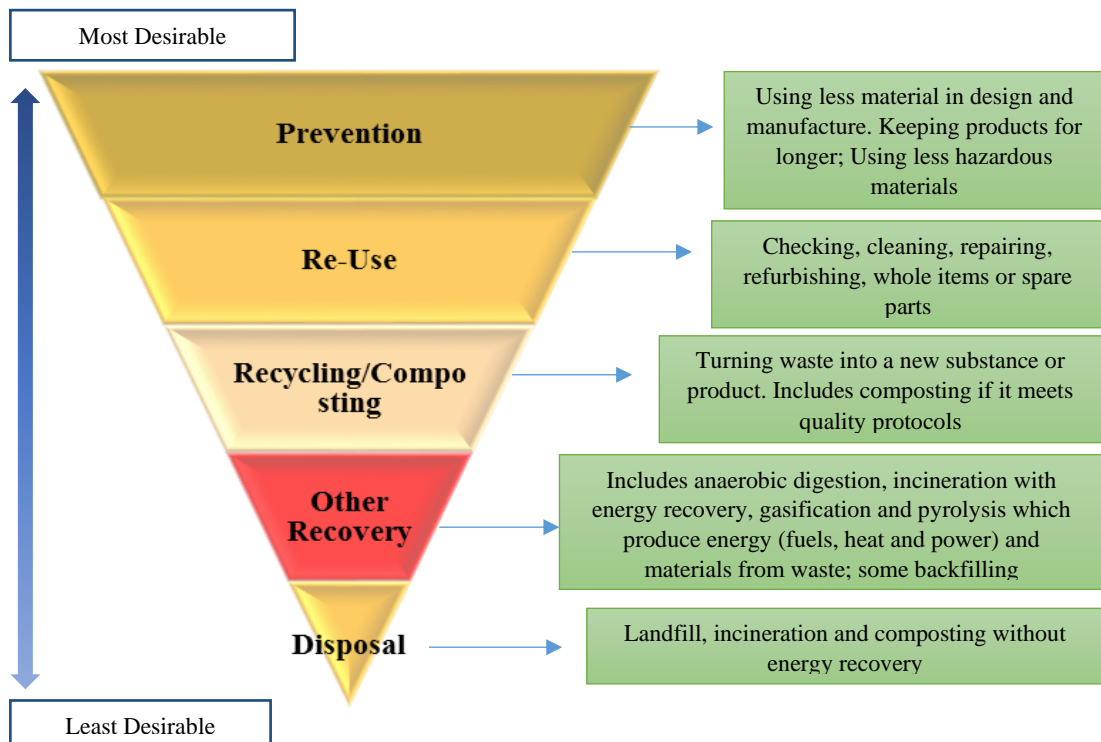 Most Desirable
Prevention
Using less material in design and
manufacture. Keeping products for
longer; Using less hazardous
materials
Re-Use
Checking, cleaning, repairing,
refurbishing, whole items or spare
parts
Recycling/Compo
sting
Turning waste into a new substance or
product. Includes composting if it meets
quality protocols
Other
Recovery
Includes anaerobic digestion, incineration with
energy recovery, gasification and pyrolysis which
produce energy (fuels, heat and power) and
materials from waste; some backfilling
Disposal
Landfill, incineration and composting without
energy recovery
Least Desirable